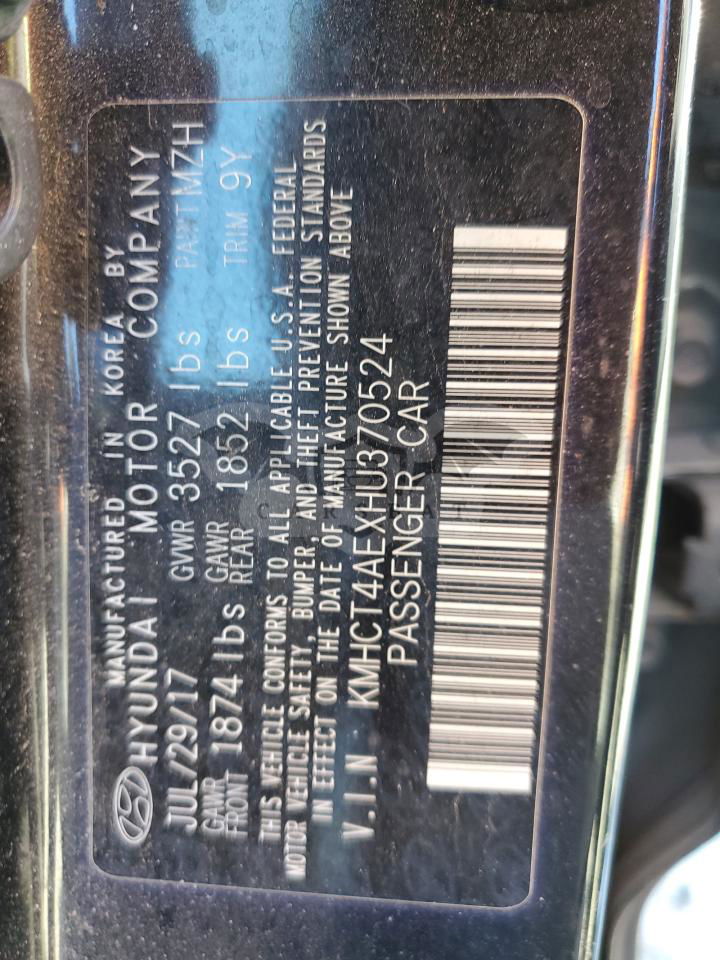 MANUFACTURED IN KOREA BY
HYUNDAI MOTOR COMPANY
JUL/29/17 GVWR 3527 lbs PAINT MZH
GAWR FRONT 1874 lbs GAWR REAR 1852 lbs TRIM 9Y
THIS VEHICLE CONFORMS TO ALL APPLICABLE U.S.A. FEDERAL
MOTOR VEHICLE SAFETY, BUMPER, AND THEFT PREVENTION STANDARDS
IN EFFECT ON THE DATE OF MANUFACTURE SHOWN ABOVE
V.I.N KMHCT4AEXHU370524
PASSENGER CAR